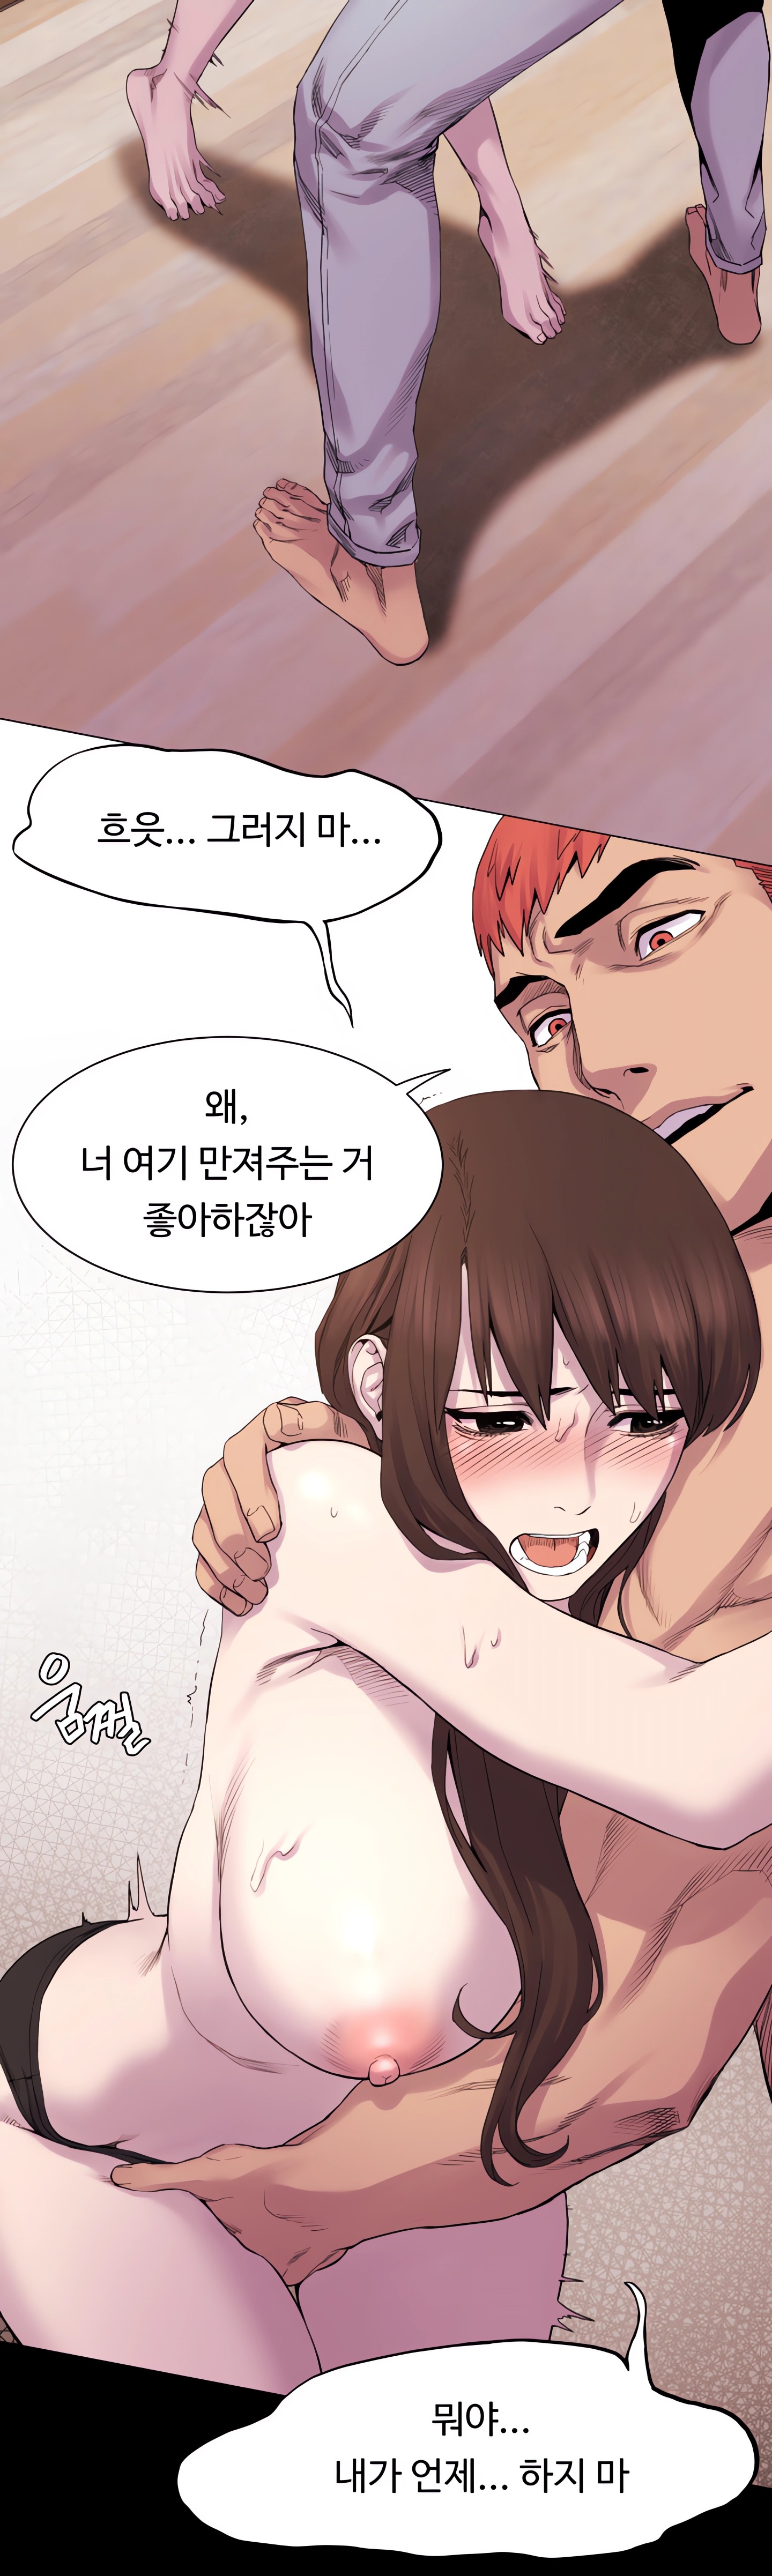 흐읏... 그러지 마...
왜,
너 여기 만져주는 거
좋아하잖아
움찔
뭐야...
내가 언제... 하지 마